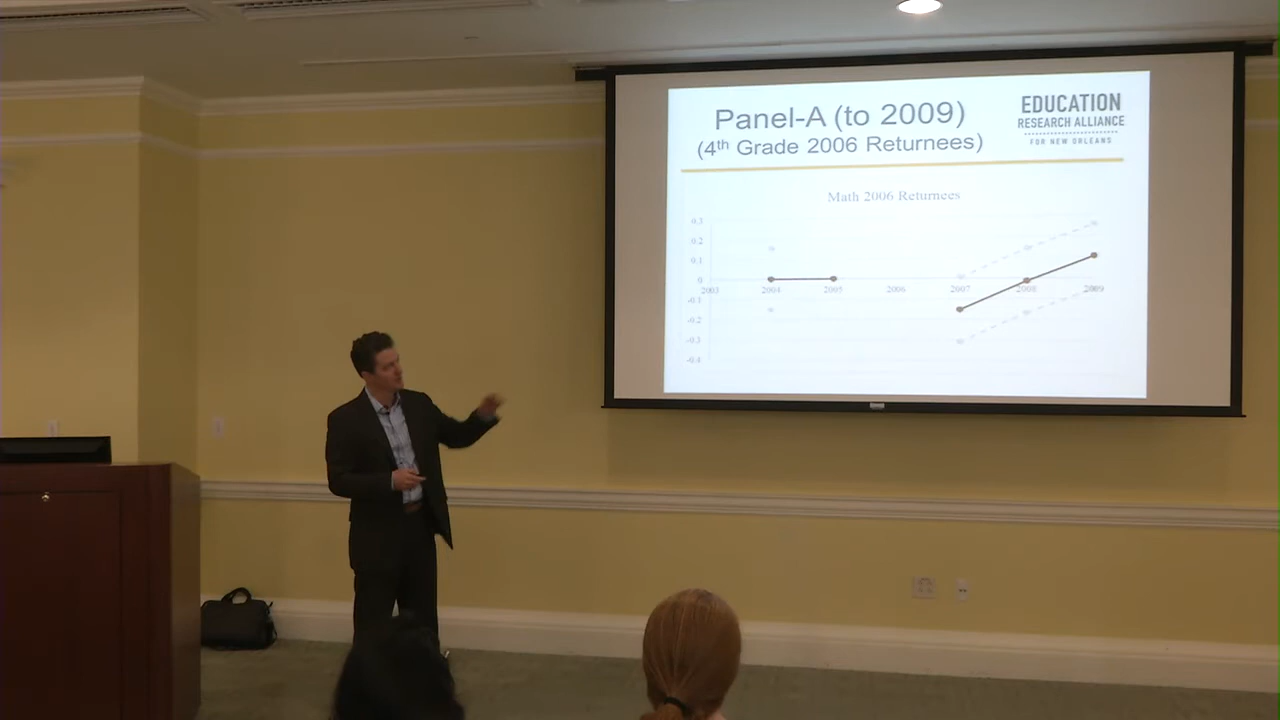 Panel-A (to 2009)
(4th Grade 2006 Returnees)
EDUCATION
RESEARCH ALLIANCE
FOR NEW ORLEANS
Math 2006 Returnees
0.3
0.2
0.1
0
-0.1
-0.2
-0.3
-0.4
2003 2004 2005 2006 2007 2008 2009